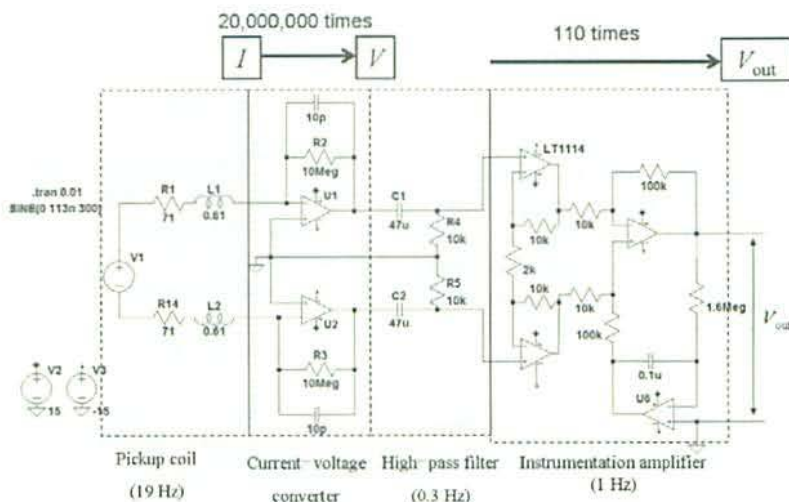 20,000,000 times
110 times
I
V
Vout
10p
R2
10Meg
LT1114
.tran 0.01
SINE(0 113n 300)
R1
71
L1
0.61
U1
C1
47u
R4
10k
100k
10k
10k
V1
2k
R5
10k
R14
71
L2
0.61
U2
C2
47u
10k
10k
100k
1.6Meg
Vout
R3
10Meg
0.1u
V2
15
V3
-15
10p
U6
Pickup coil
(19 Hz)
Current–voltage
converter
High–pass filter
(0.3 Hz)
Instrumentation amplifier
(1 Hz)